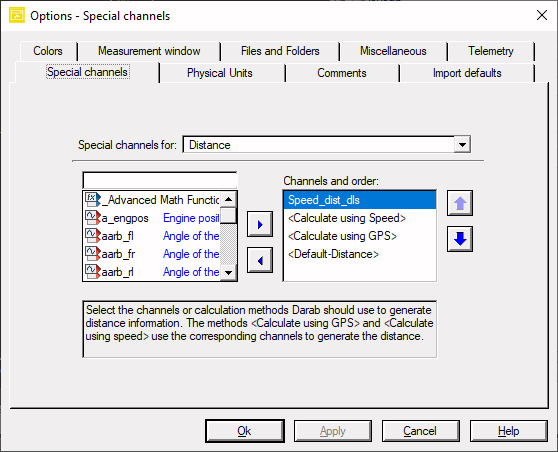 Options - Special channels
Colors
Measurement window
Files and Folders
Miscellaneous
Telemetry
Special channels
Physical Units
Comments
Import defaults
Special channels for:
Distance
Channels and order:
_Advanced Math Function
a_engpos Engine posit
aarb_fl Angle of the
aarb_fr Angle of the
aarb_rl Angle of the
Speed_dist_dls
<Calculate using Speed>
<Calculate using GPS>
<Default-Distance>
Select the channels or calculation methods Darab should use to generate
distance information. The methods <Calculate using GPS> and <Calculate
using speed> use the corresponding channels to generate the distance.
Ok
Apply
Cancel
Help